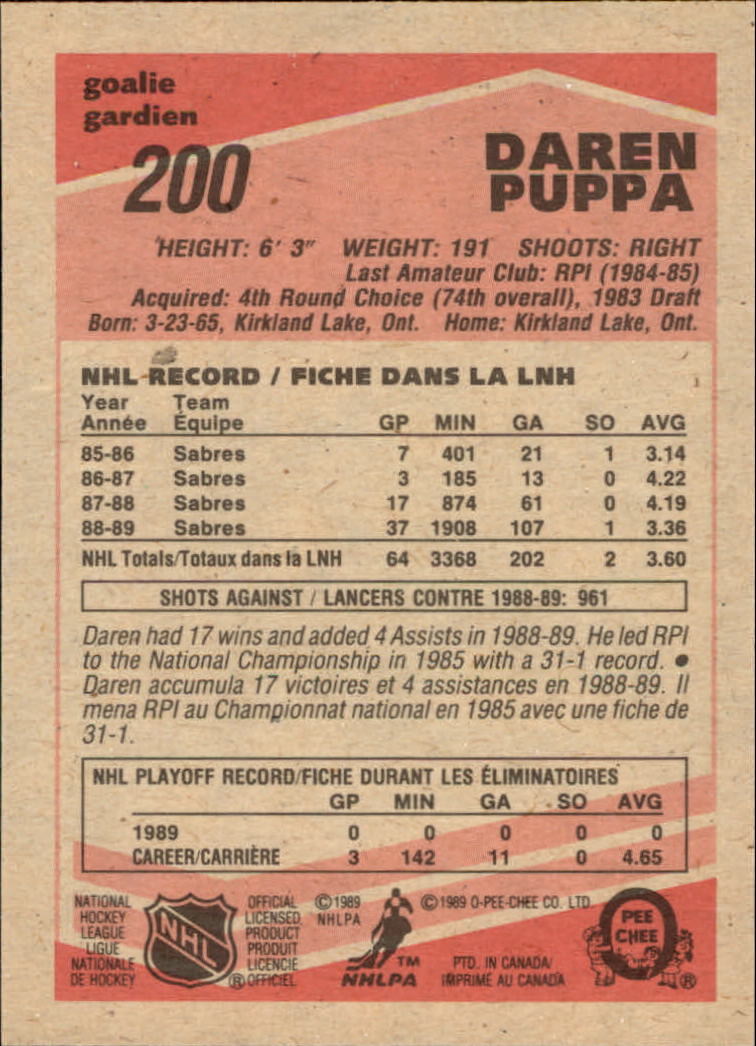 goalie
gardien
200
DAREN
PUPPA
HEIGHT: 6' 3" WEIGHT: 191 SHOOTS: RIGHT
Last Amateur Club: RPI (1984-85)
Acquired: 4th Round Choice (74th overall), 1983 Draft
Born: 3-23-65, Kirkland Lake, Ont. Home: Kirkland Lake, Ont.
NHL RECORD / FICHE DANS LA LNH
Year Team
Année Équipe GP MIN GA SO AVG
85-86 Sabres 7 401 21 1 3.14
86-87 Sabres 3 185 13 0 4.22
87-88 Sabres 17 874 61 0 4.19
88-89 Sabres 37 1908 107 1 3.36
NHL Totals/Totaux dans la LNH 64 3368 202 2 3.60
SHOTS AGAINST / LANCERS CONTRE 1988-89: 961
Daren had 17 wins and added 4 Assists in 1988-89. He led RPI
to the National Championship in 1985 with a 31-1 record. ●
Daren accumula 17 victoires et 4 assistances en 1988-89. Il
mena RPI au Championnat national en 1985 avec une fiche de
31-1.
NHL PLAYOFF RECORD/FICHE DURANT LES ÉLIMINATOIRES
GP MIN GA SO AVG
1989 0 0 0 0 0
CAREER/CARRIÈRE 3 142 11 0 4.65
NATIONAL
HOCKEY
LEAGUE
LIGUE
NATIONALE
DE HOCKEY
NHL
OFFICIAL
LICENSED
PRODUCT
PRODUIT
LICENCIE
® OFFICIEL
©1989
NHLPA
TM
NHLPA
©1989 O-PEE-CHEE CO. LTD.
PTD. IN CANADA/
IMPRIMÉ AU CANADA
O
PEE
CHEE
®